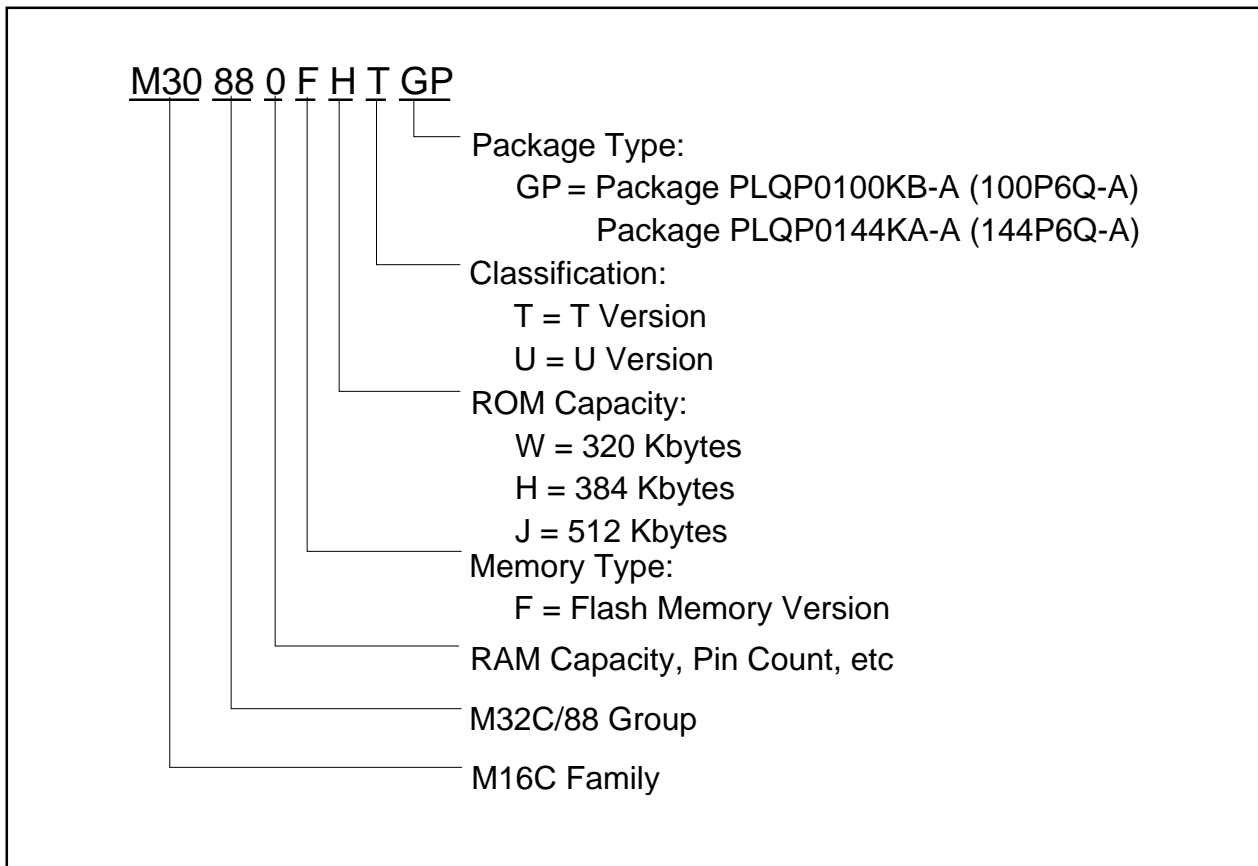 M30 88 0 F H T GP
Package Type:
GP = Package PLQP0100KB-A (100P6Q-A)
Package PLQP0144KA-A (144P6Q-A)
Classification:
T = T Version
U = U Version
ROM Capacity:
W = 320 Kbytes
H = 384 Kbytes
J = 512 Kbytes
Memory Type:
F = Flash Memory Version
RAM Capacity, Pin Count, etc
M32C/88 Group
M16C Family